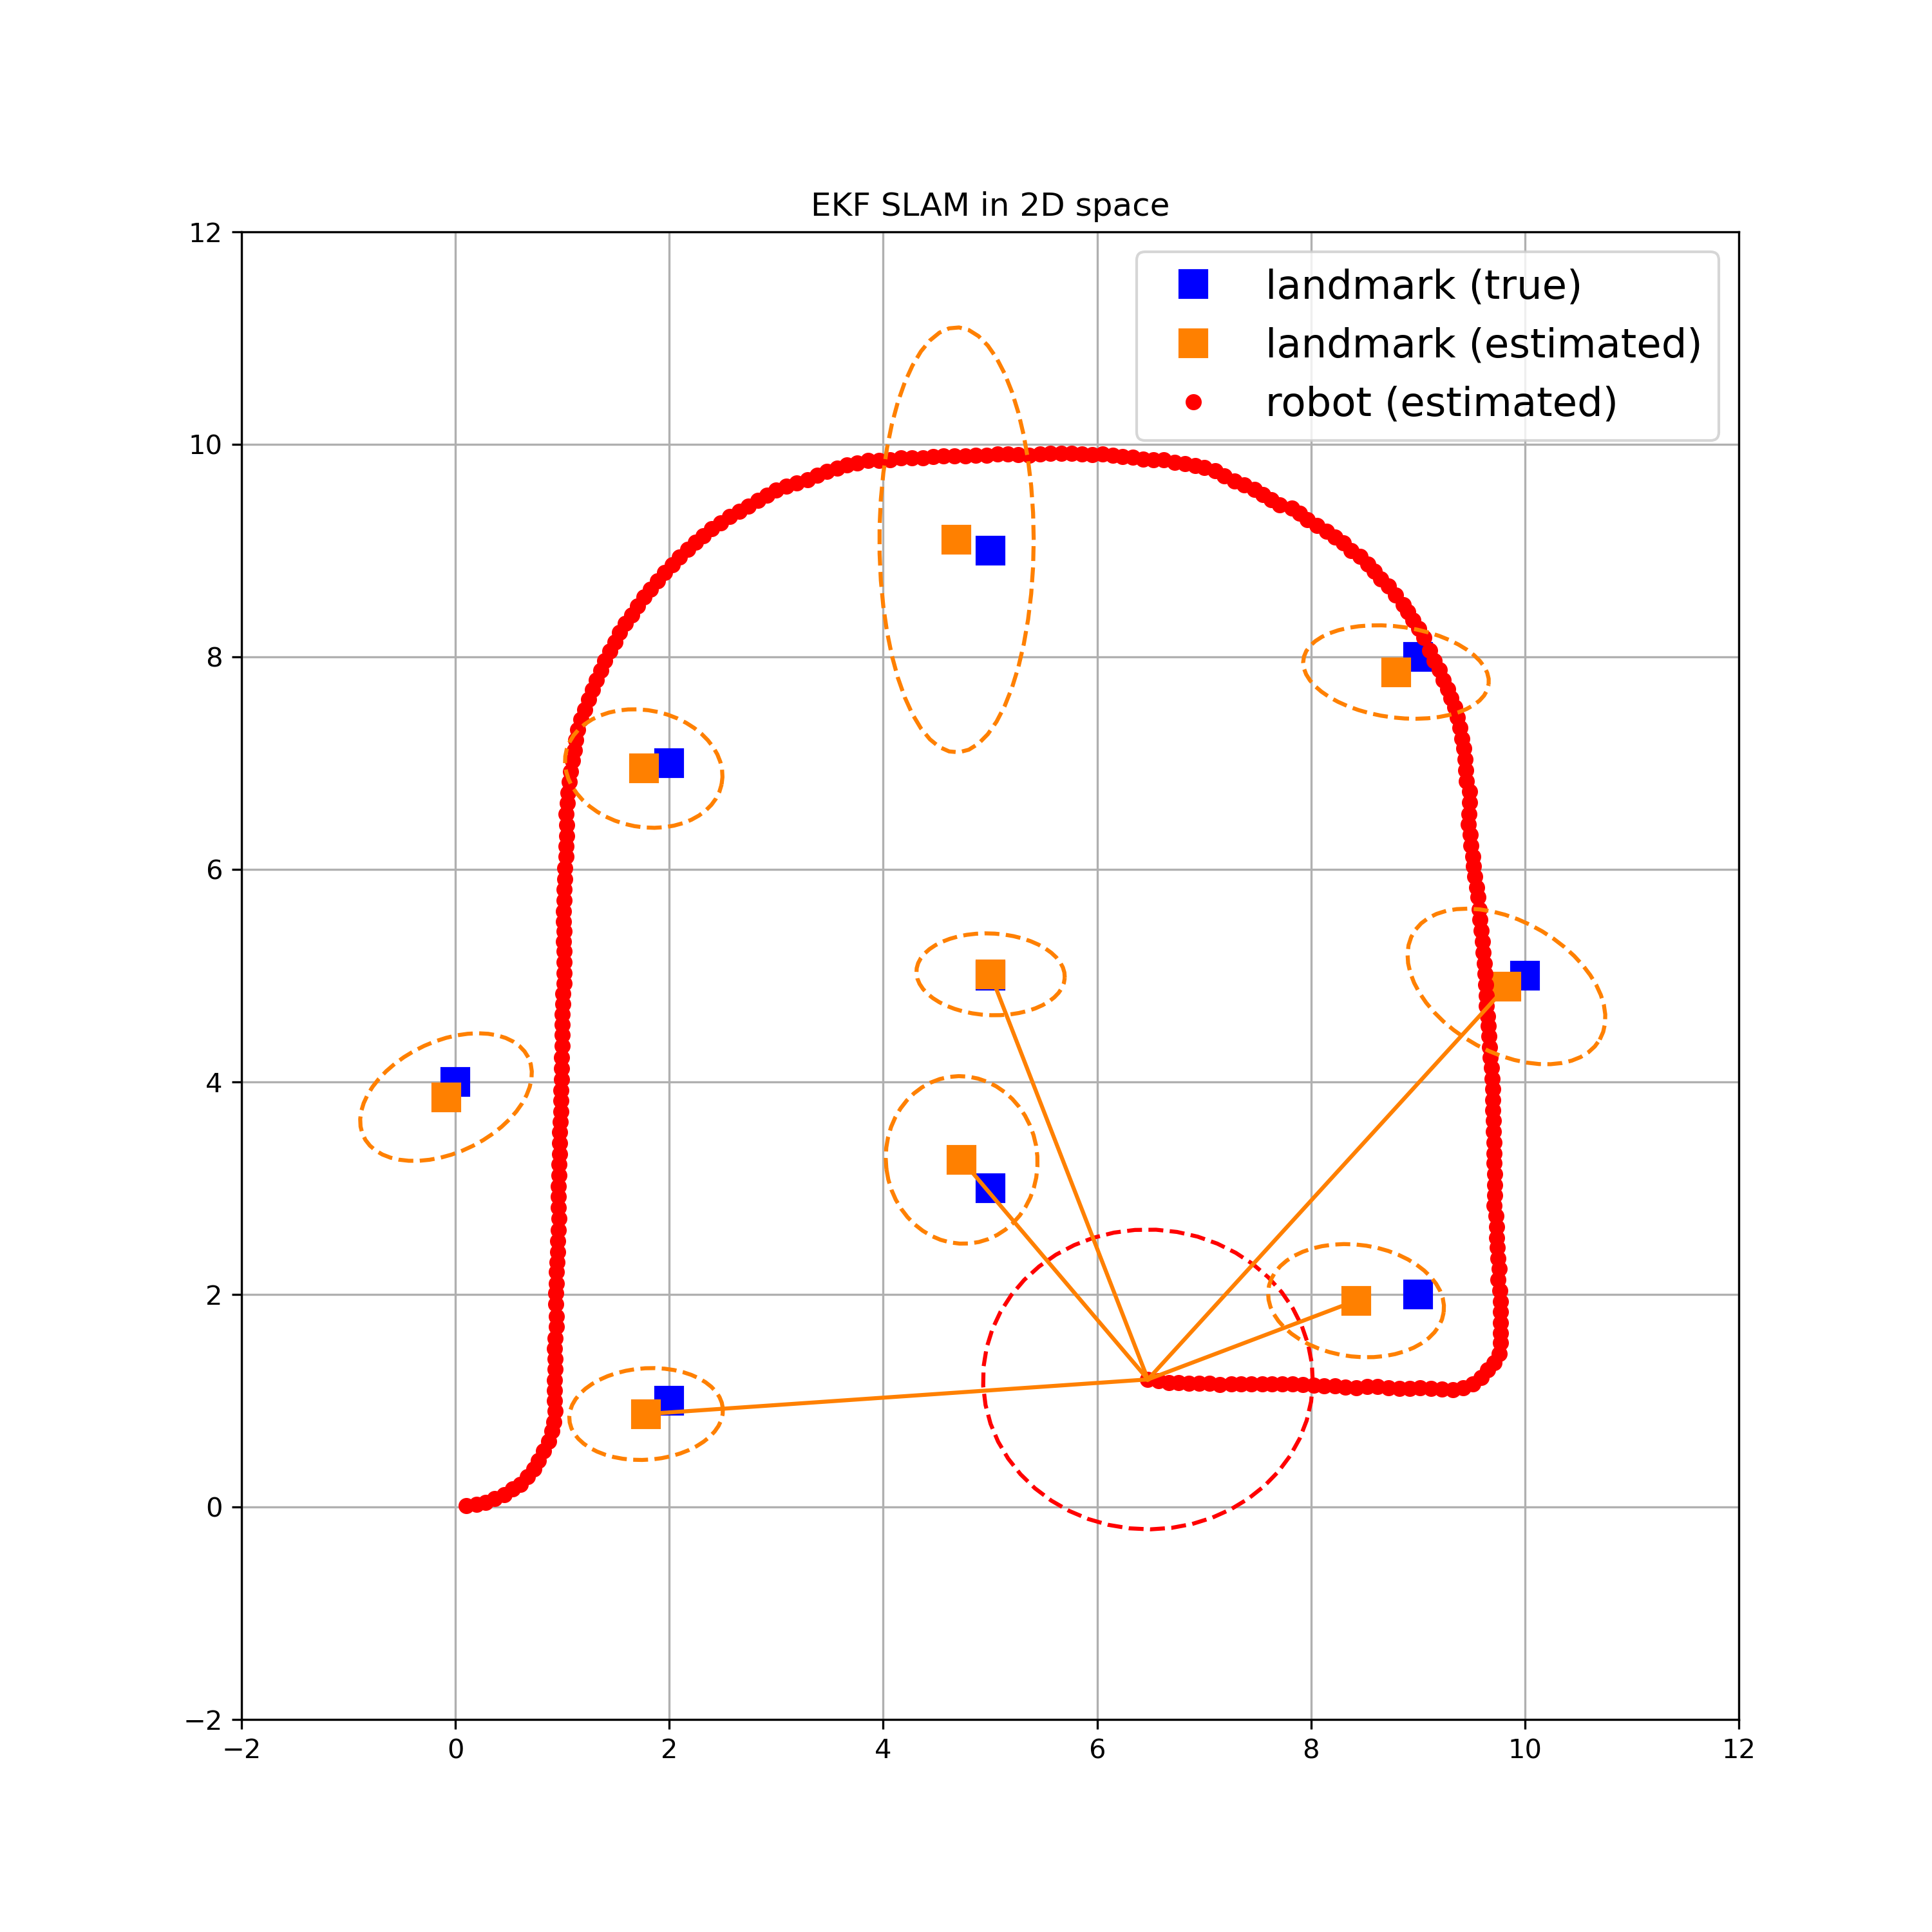 EKF SLAM in 2D space
12
landmark (true)
landmark (estimated)
robot (estimated)
10
8
6
4
2
0
−2
−2 0 2 4 6 8 10 12